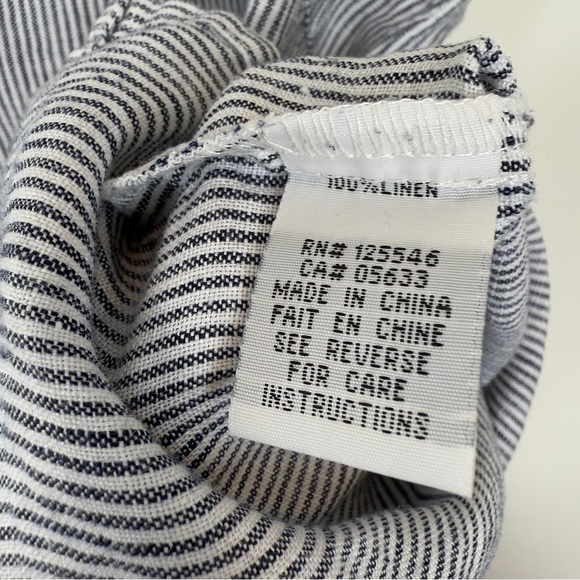 100% LINEN
RN# 125546
CA# 05633
MADE IN CHINA
FAIT EN CHINE
SEE REVERSE
FOR CARE
INSTRUCTIONS